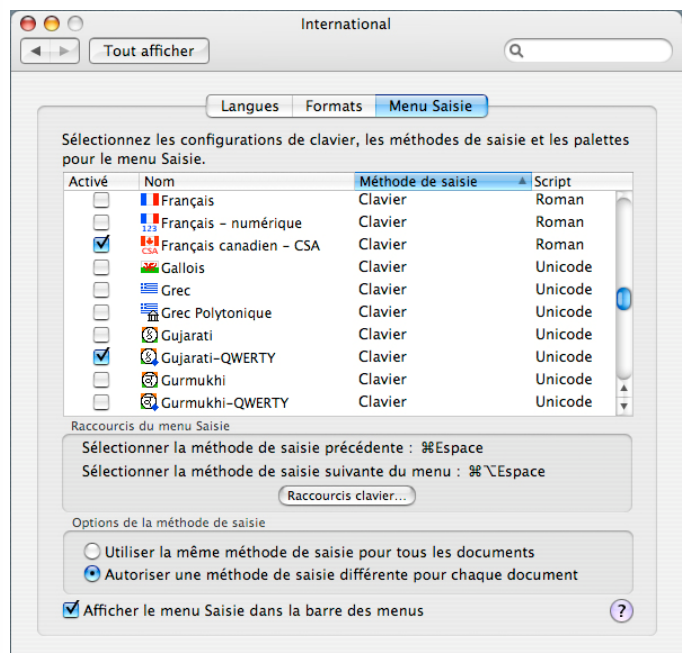 International
Tout afficher
Langues Formats Menu Saisie
Sélectionnez les configurations de clavier, les méthodes de saisie et les palettes
pour le menu Saisie.
Activé Nom Méthode de saisie Script
Français Clavier Roman
123 Français – numérique Clavier Roman
CSA Français canadien – CSA Clavier Roman
Gallois Clavier Unicode
Grec Clavier Unicode
Grec Polytonique Clavier Unicode
Gujarati Clavier Unicode
Gujarati-QWERTY Clavier Unicode
Gurmukhi Clavier Unicode
Gurmukhi-QWERTY Clavier Unicode
Raccourcis du menu Saisie
Sélectionner la méthode de saisie précédente : ⌘Espace
Sélectionner la méthode de saisie suivante du menu : ⌘⌥Espace
Raccourcis clavier...
Options de la méthode de saisie
Utiliser la même méthode de saisie pour tous les documents
Autoriser une méthode de saisie différente pour chaque document
Afficher le menu Saisie dans la barre des menus ?